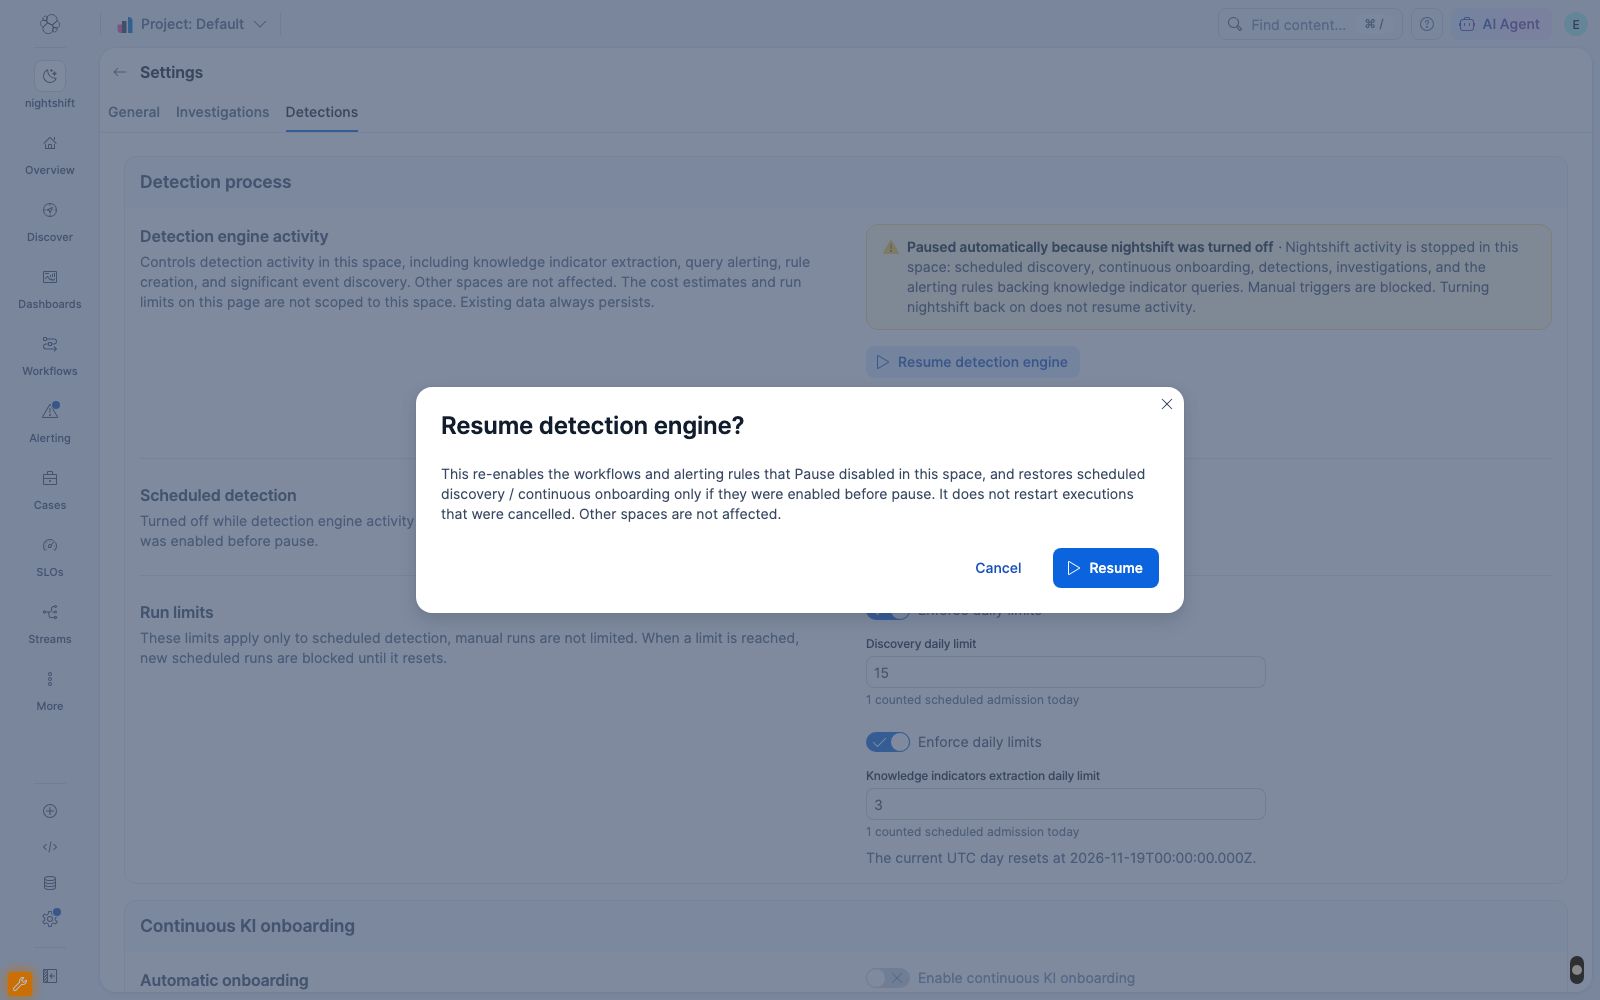 Project: Default
Find content...
⌘ /
AI Agent
E
nightshift
Overview
Discover
Dashboards
Workflows
Alerting
Cases
SLOs
Streams
More
Settings
General
Investigations
Detections
Detection process
Detection engine activity
Controls detection activity in this space, including knowledge indicator extraction, query alerting, rule
creation, and significant event discovery. Other spaces are not affected. The cost estimates and run
limits on this page are not scoped to this space. Existing data always persists.
Paused automatically because nightshift was turned off · Nightshift activity is stopped in this
space: scheduled discovery, continuous onboarding, detections, investigations, and the
alerting rules backing knowledge indicator queries. Manual triggers are blocked. Turning
nightshift back on does not resume activity.
Resume detection engine
Resume detection engine?
This re-enables the workflows and alerting rules that Pause disabled in this space, and restores scheduled
discovery / continuous onboarding only if they were enabled before pause. It does not restart executions
that were cancelled. Other spaces are not affected.
Cancel
Resume
Scheduled detection
Turned off while detection engine activity
was enabled before pause.
Run limits
These limits apply only to scheduled detection, manual runs are not limited. When a limit is reached,
new scheduled runs are blocked until it resets.
Enforce daily limits
Discovery daily limit
15
1 counted scheduled admission today
Enforce daily limits
Knowledge indicators extraction daily limit
3
1 counted scheduled admission today
The current UTC day resets at 2026-11-19T00:00:00.000Z.
Continuous KI onboarding
Automatic onboarding
Enable continuous KI onboarding